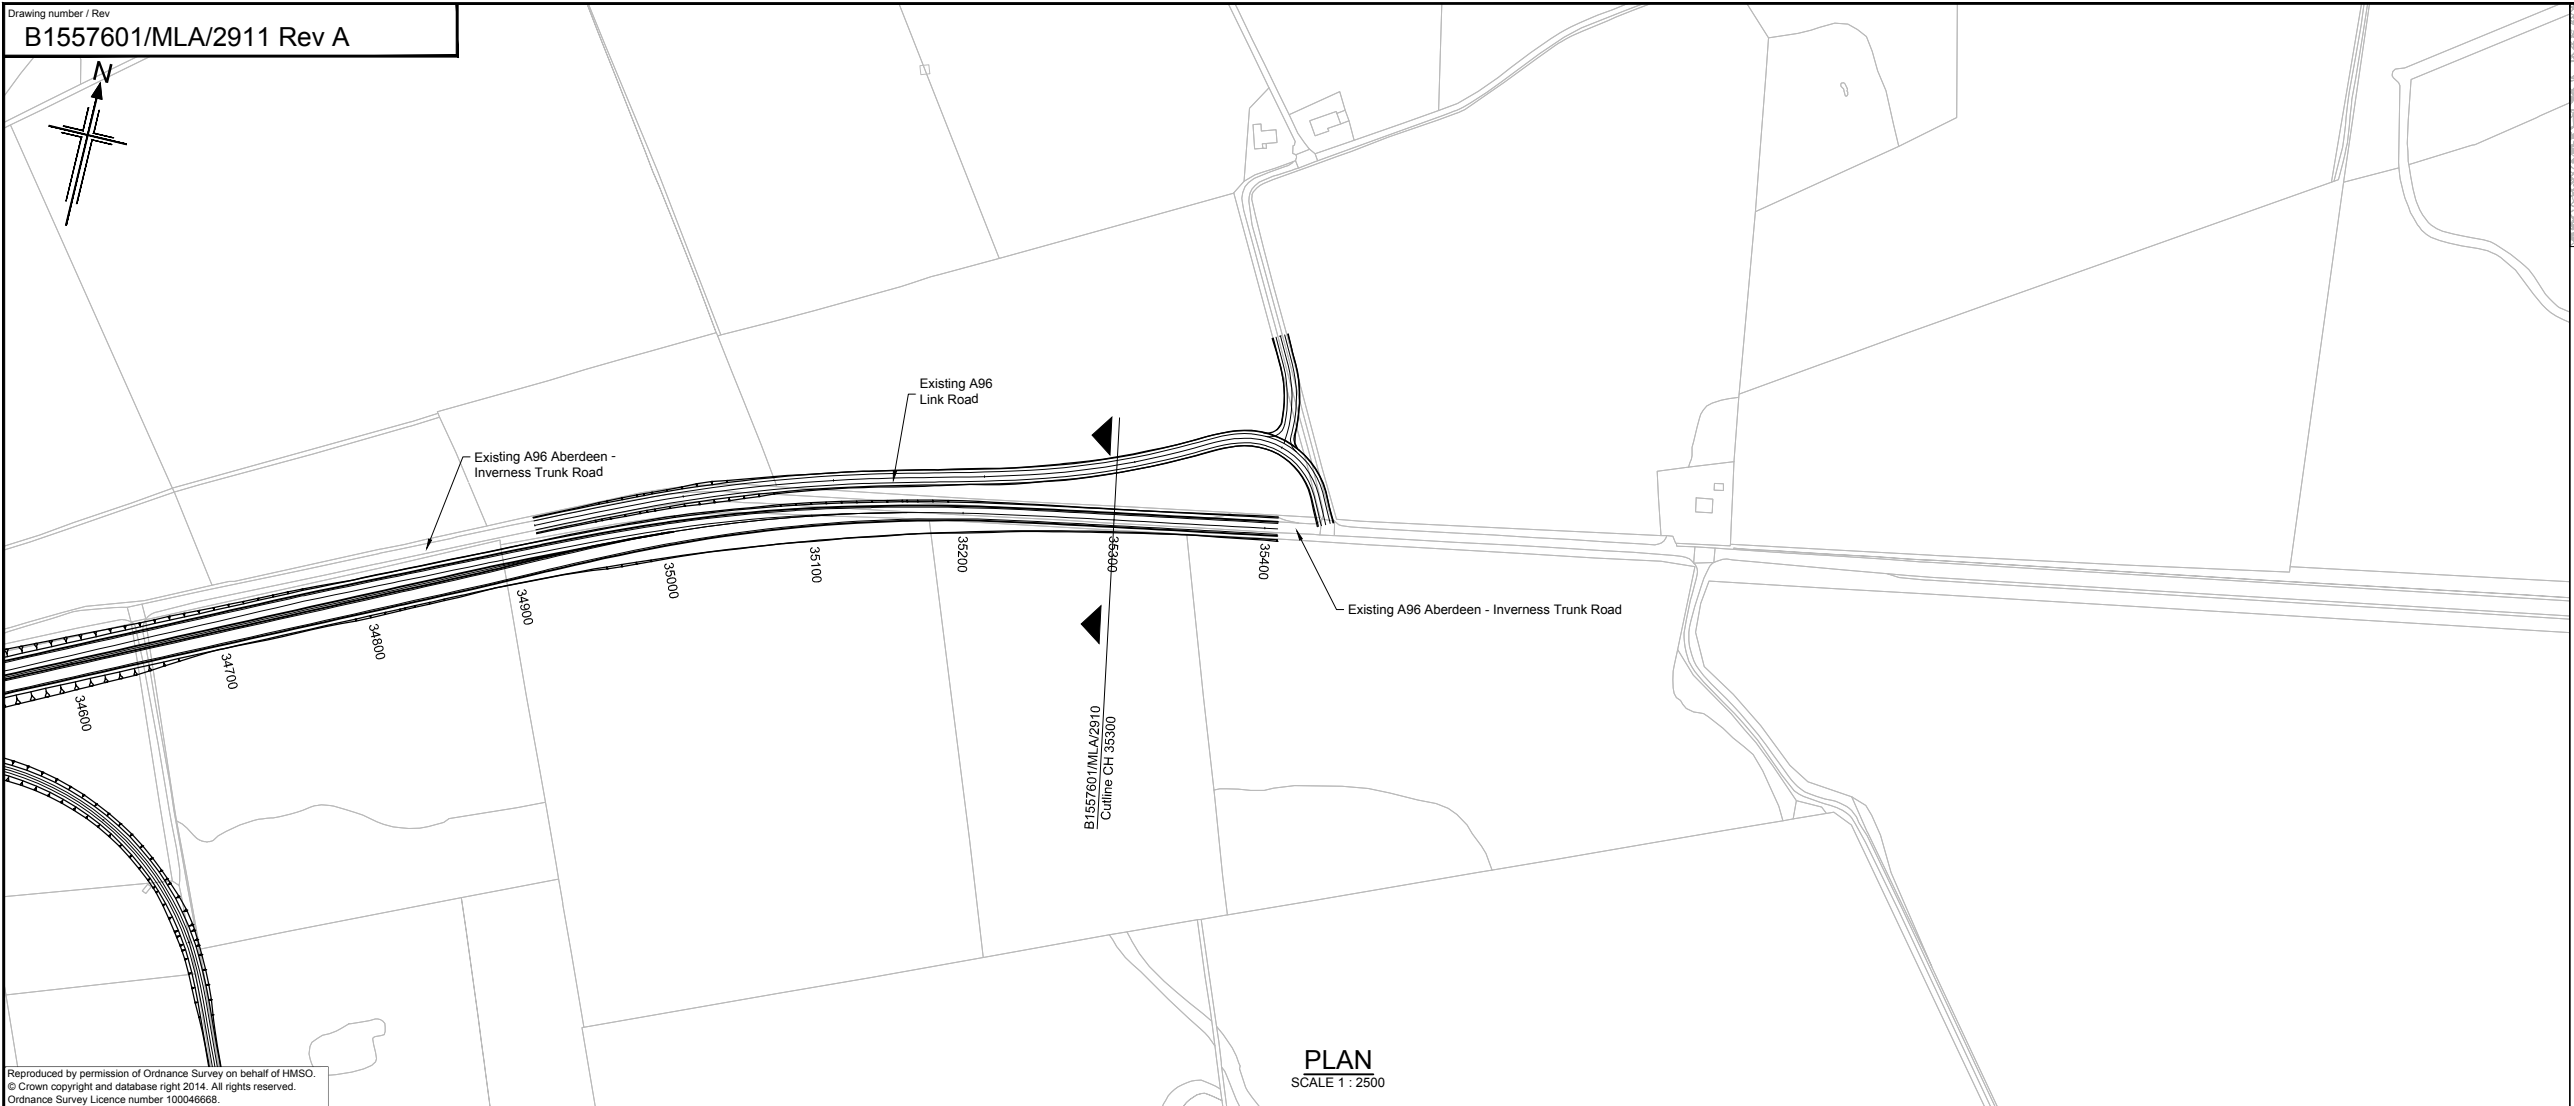 Drawing number / Rev
B1557601/MLA/2911 Rev A
N
Existing A96
Link Road
Existing A96 Aberdeen -
Inverness Trunk Road
34600
34700
34800
34900
35000
35100
35200
35300
35400
Existing A96 Aberdeen - Inverness Trunk Road
B1557601/MLA/2910
Cutline CH 35300
PLAN
SCALE 1 : 2500
Reproduced by permission of Ordnance Survey on behalf of HMSO.
© Crown copyright and database right 2014. All rights reserved.
Ordnance Survey Licence number 100046668.